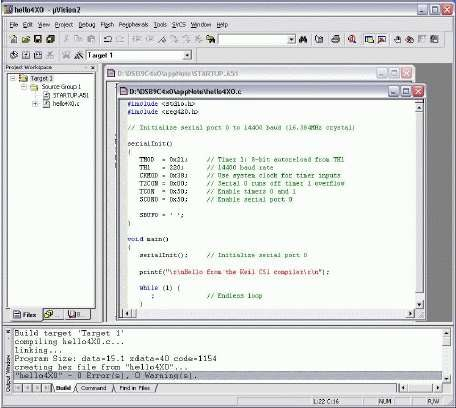 hello4X0 - µVision2
File Edit View Project Debug Flash Peripherals Tools SVCS Window Help
Target 1
Project Workspace
Target 1
Source Group 1
STARTUP.A51
hello4X0.c
Files
D:\DS89C4x0\appNote\STARTUP.A51
D:\DS89C4x0\appNote\hello4X0.c
#include <stdio.h>
#include <reg420.h>
// Initialize serial port 0 to 14400 baud (16.384MHz crystal)
serialInit()
{
TMOD = 0x21; // Timer 1: 8-bit autoreload from TH1
TH1 = 220; // 14400 baud rate
CKMOD = 0x38; // Use system clock for timer inputs
T2CON = 0x00; // Serial 0 runs off timer 1 overflow
TCON = 0x50; // Enable timers 0 and 1
SCON0 = 0x50; // Enable serial port 0
SBUF0 = ' ';
}
void main()
{
serialInit(); // Initialize serial port 0
printf("\r\nHello from the Keil C51 compiler\r\n");
While (1) {
; // Endless loop
}
Output Window
Build target 'Target 1'
compiling hello4X0.c...
linking...
Program Size: data=15.1 xdata=40 code=1154
creating hex file from "hello4X0"...
"hello4X0" - 0 Error(s), 0 Warning(s).
Build Command Find in Files
L:22 C:16 NUM R/W